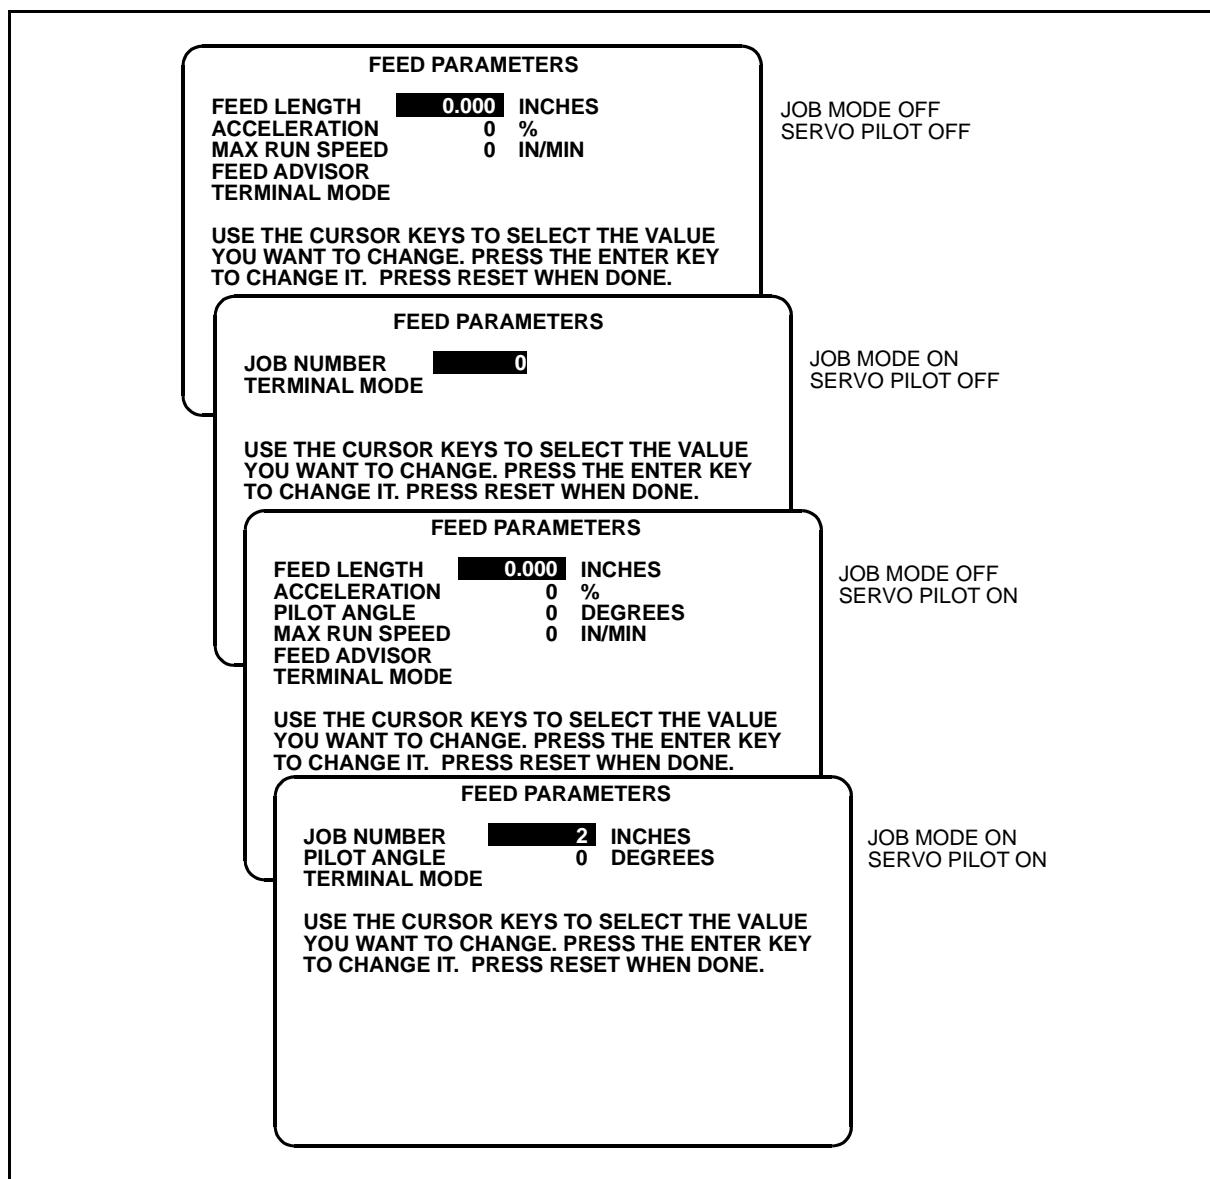 FEED PARAMETERS
FEED LENGTH 0.000 INCHES
ACCELERATION 0 %
MAX RUN SPEED 0 IN/MIN
FEED ADVISOR
TERMINAL MODE
USE THE CURSOR KEYS TO SELECT THE VALUE
YOU WANT TO CHANGE. PRESS THE ENTER KEY
TO CHANGE IT.  PRESS RESET WHEN DONE.
JOB MODE OFF
SERVO PILOT OFF
FEED PARAMETERS
JOB NUMBER 0
TERMINAL MODE
USE THE CURSOR KEYS TO SELECT THE VALUE
YOU WANT TO CHANGE. PRESS THE ENTER KEY
TO CHANGE IT. PRESS RESET WHEN DONE.
JOB MODE ON
SERVO PILOT OFF
FEED PARAMETERS
FEED LENGTH 0.000 INCHES
ACCELERATION 0 %
PILOT ANGLE 0 DEGREES
MAX RUN SPEED 0 IN/MIN
FEED ADVISOR
TERMINAL MODE
USE THE CURSOR KEYS TO SELECT THE VALUE
YOU WANT TO CHANGE. PRESS THE ENTER KEY
TO CHANGE IT.  PRESS RESET WHEN DONE.
JOB MODE OFF
SERVO PILOT ON
FEED PARAMETERS
JOB NUMBER 2 INCHES
PILOT ANGLE 0 DEGREES
TERMINAL MODE
USE THE CURSOR KEYS TO SELECT THE VALUE
YOU WANT TO CHANGE. PRESS THE ENTER KEY
TO CHANGE IT.  PRESS RESET WHEN DONE.
JOB MODE ON
SERVO PILOT ON